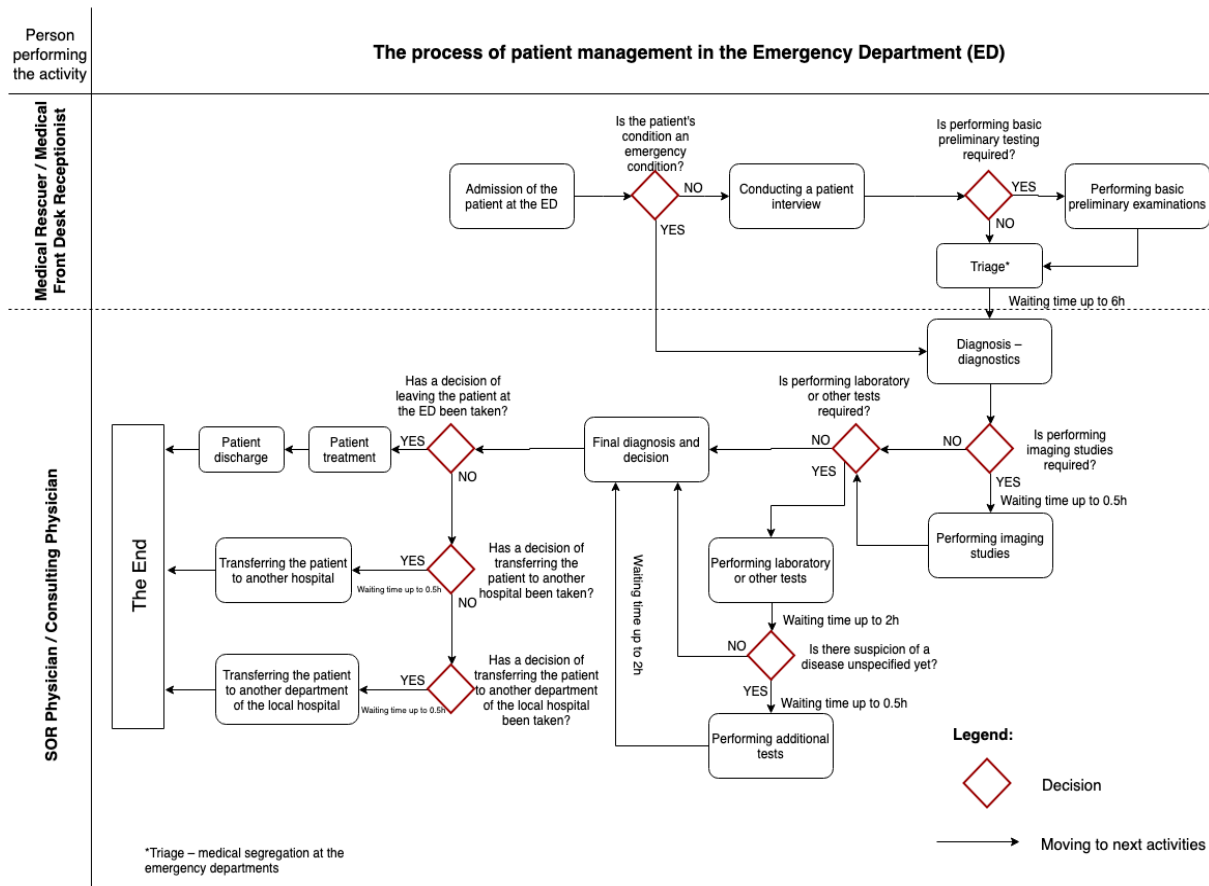 Person
performing
the activity
The process of patient management in the Emergency Department (ED)
Medical Rescuer / Medical
Front Desk Receptionist
Admission of the
patient at the ED
Is the patient's
condition an
emergency
condition?
NO
YES
Conducting a patient
interview
Is performing basic
preliminary testing
required?
YES
NO
Performing basic
preliminary examinations
Triage*
Waiting time up to 6h
SOR Physician / Consulting Physician
Diagnosis –
diagnostics
Is performing
imaging studies
required?
NO
YES
Waiting time up to 0.5h
Performing imaging
studies
Is performing laboratory
or other tests
required?
NO
YES
Performing laboratory
or other tests
Waiting time up to 2h
Is there suspicion of a
disease unspecified yet?
NO
YES
Waiting time up to 0.5h
Performing additional
tests
Waiting time up to 2h
Final diagnosis and
decision
Has a decision of
leaving the patient at
the ED been taken?
YES
NO
Patient
treatment
Patient
discharge
Has a decision of
transferring the
patient to another
hospital been taken?
YES
NO
Waiting time up to 0.5h
Transferring the patient
to another hospital
Has a decision of
transferring the patient
to another department
of the local hospital
been taken?
YES
Waiting time up to 0.5h
Transferring the patient
to another department
of the local hospital
The End
Legend:
Decision
Moving to next activities
*Triage – medical segregation at the
emergency departments